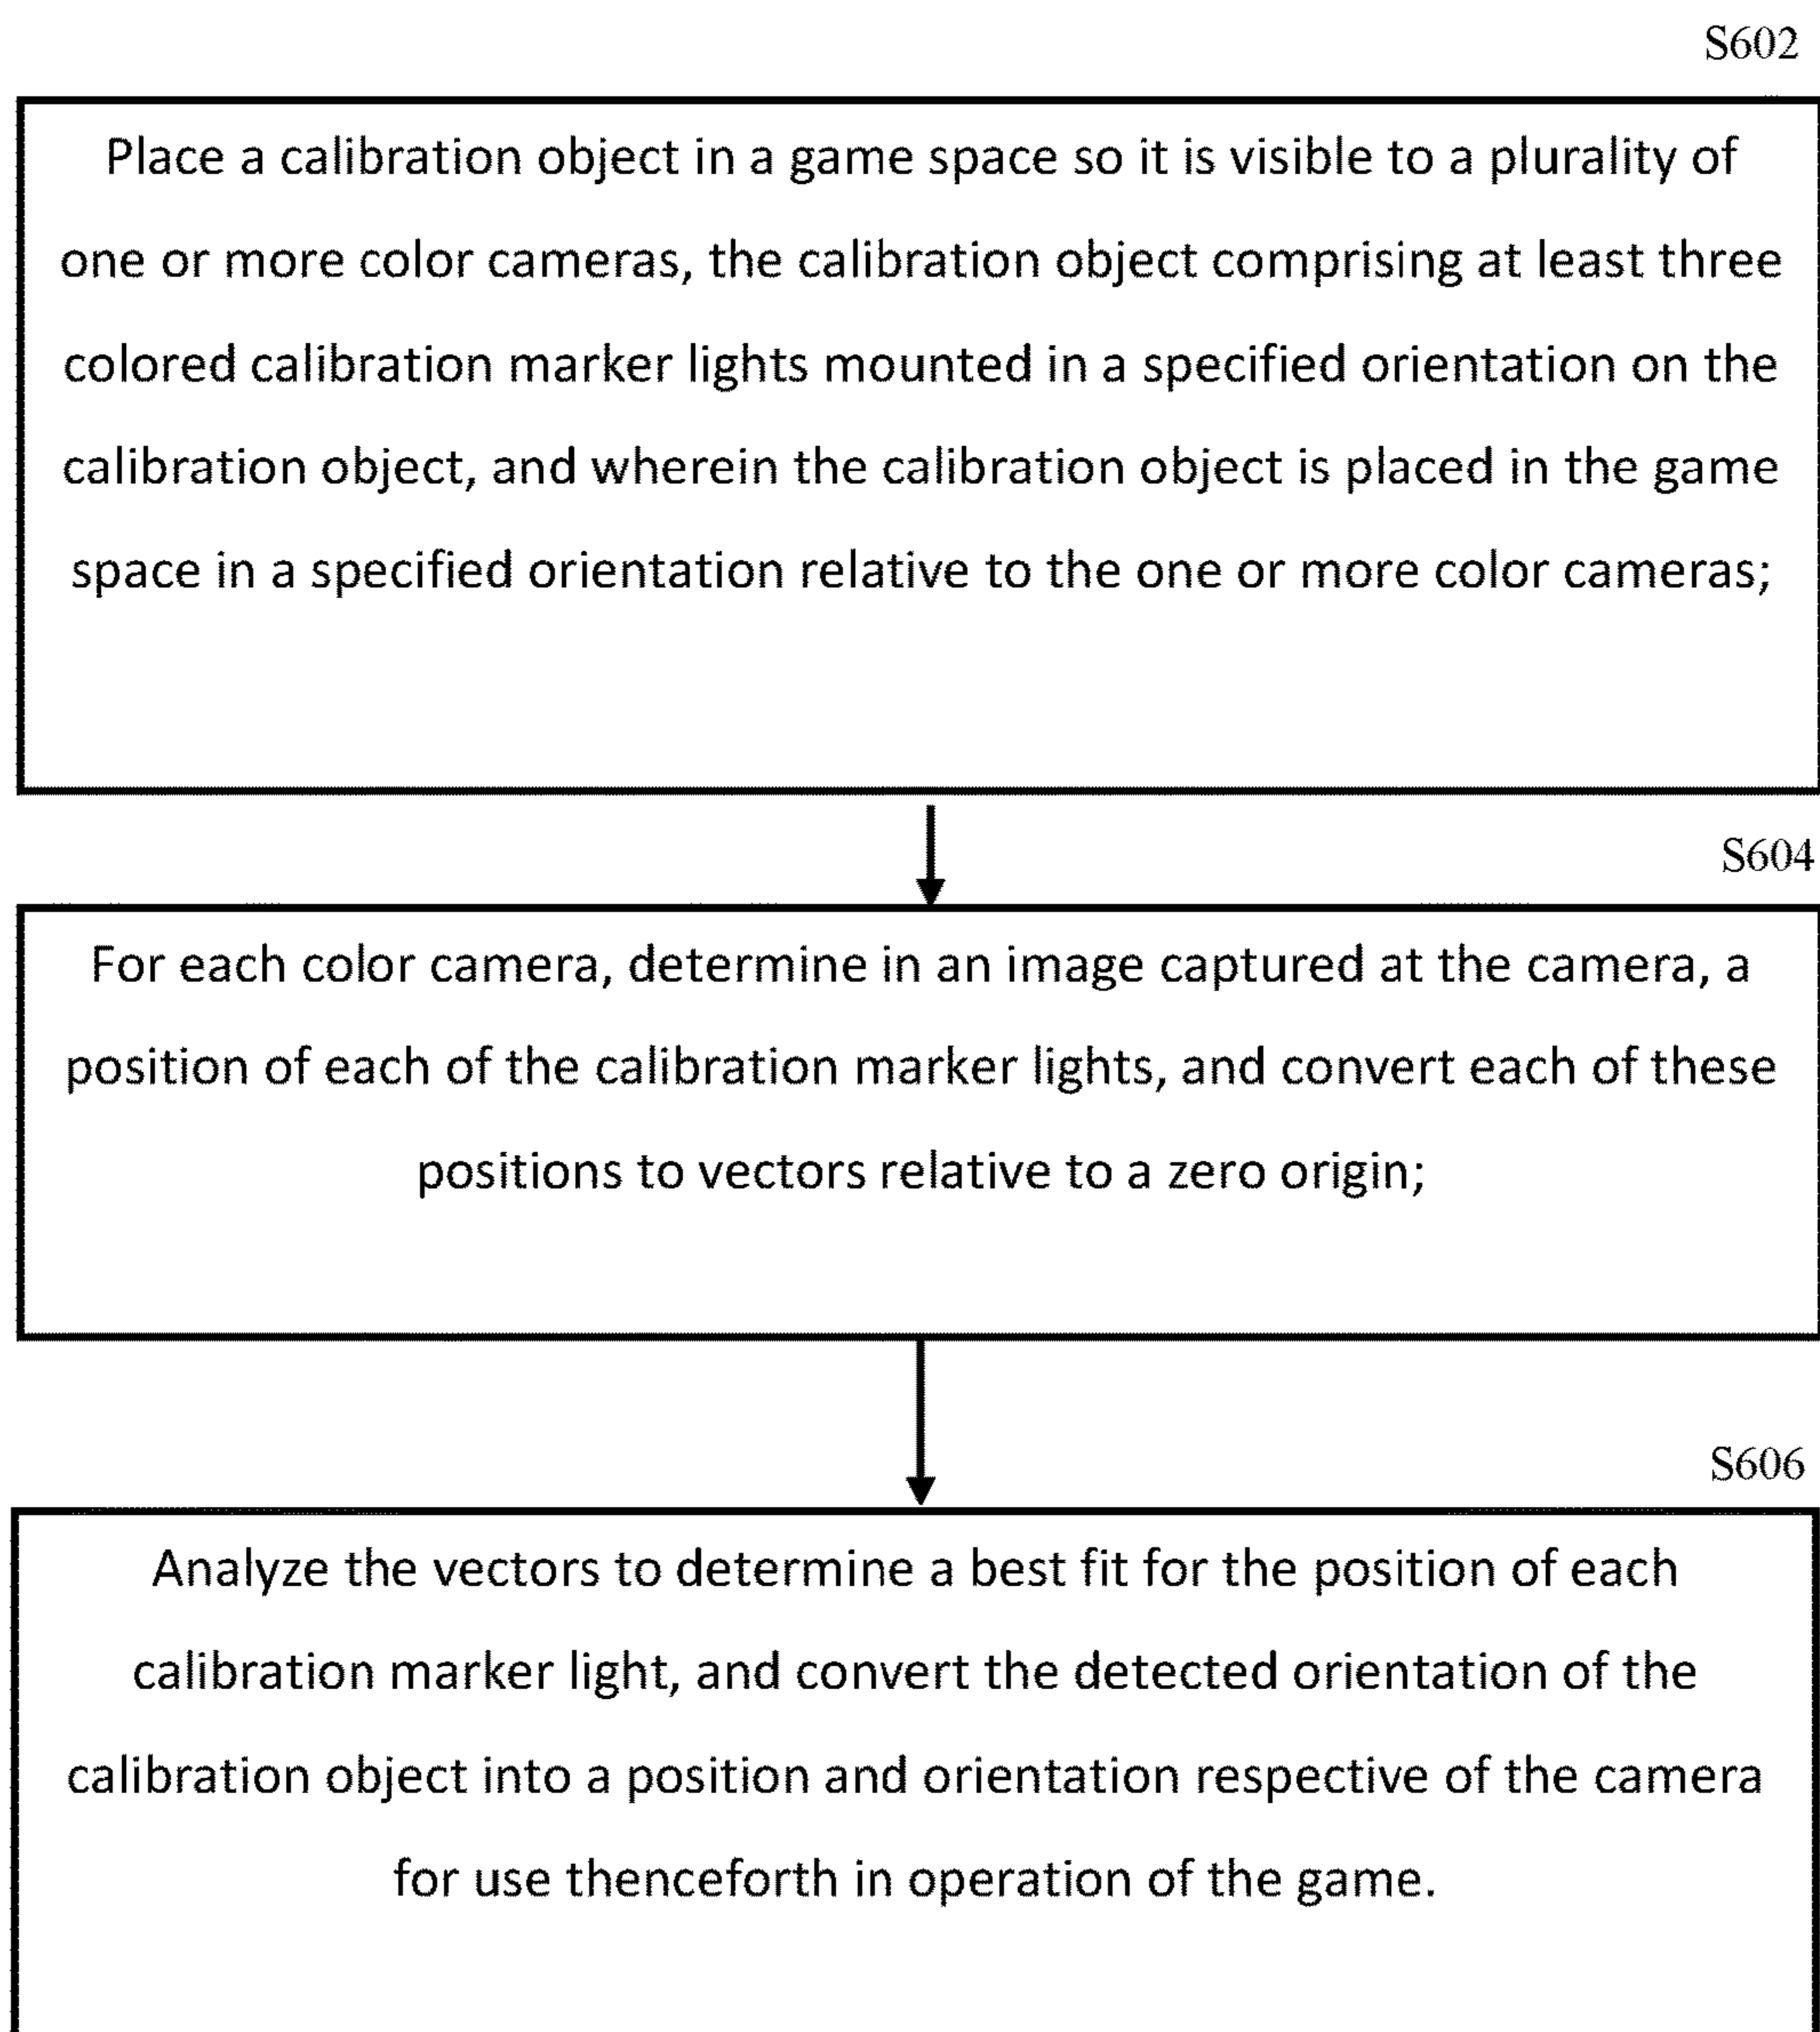 S602
Place a calibration object in a game space so it is visible to a plurality of
one or more color cameras, the calibration object comprising at least three
colored calibration marker lights mounted in a specified orientation on the
calibration object, and wherein the calibration object is placed in the game
space in a specified orientation relative to the one or more color cameras;
S604
For each color camera, determine in an image captured at the camera, a
position of each of the calibration marker lights, and convert each of these
positions to vectors relative to a zero origin;
S606
Analyze the vectors to determine a best fit for the position of each
calibration marker light, and convert the detected orientation of the
calibration object into a position and orientation respective of the camera
for use thenceforth in operation of the game.